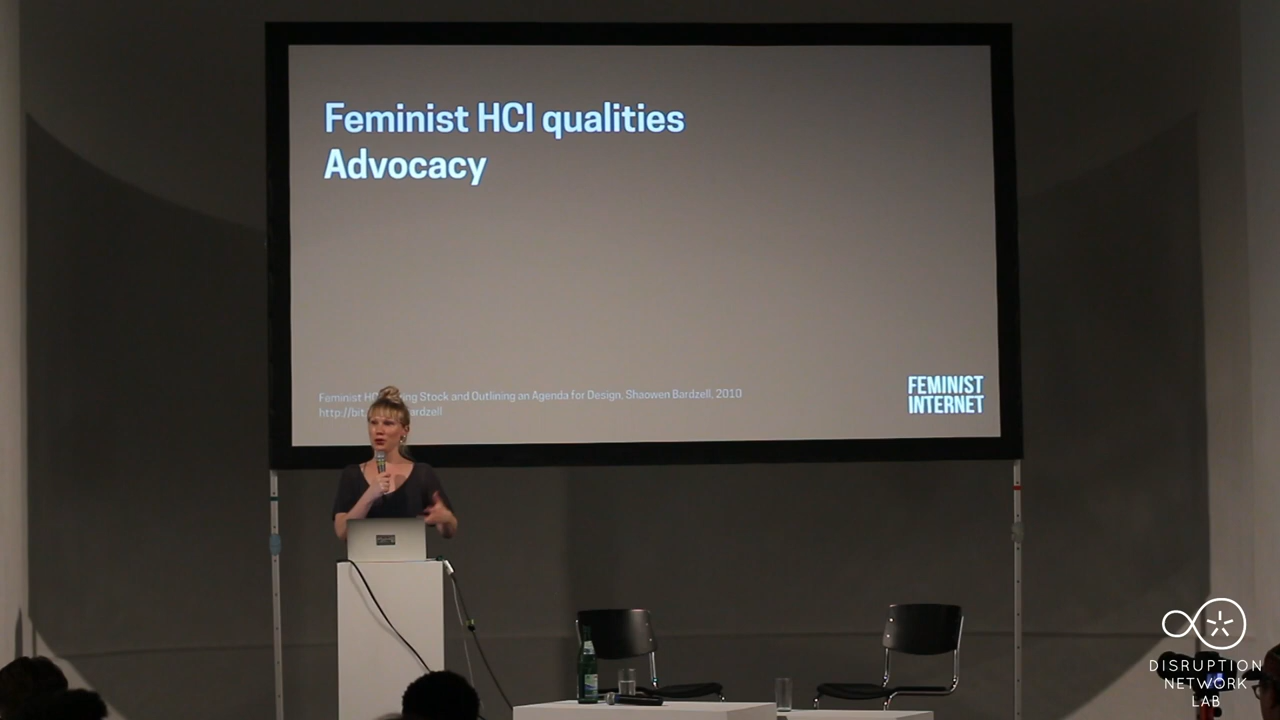 Feminist HCI qualities
Advocacy
Feminist ing Stock and Outlining an Agenda for Design, Shaowen Bardzell, 2010
http://bit ardzell
FEMINIST
INTERNET
DISRUPTION
NETWORK
LAB